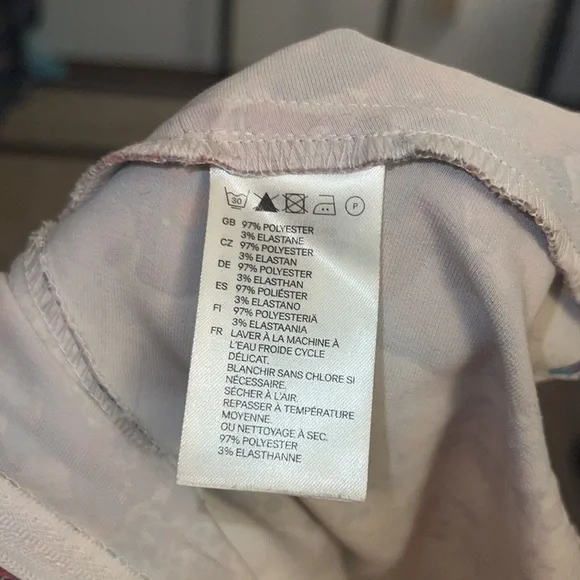 30 P
GB 97% POLYESTER
3% ELASTANE
CZ 97% POLYESTER
3% ELASTAN
DE 97% POLYESTER
3% ELASTHAN
ES 97% POLIÉSTER
3% ELASTANO
FI 97% POLYESTERIÄ
3% ELASTAANIA
FR LAVER À LA MACHINE À
L'EAU FROIDE CYCLE
DÉLICAT.
BLANCHIR SANS CHLORE SI
NÉCESSAIRE.
SÉCHER À L'AIR.
REPASSER À TEMPÉRATURE
MOYENNE.
OU NETTOYAGE À SEC.
97% POLYESTER
3% ELASTHANNE